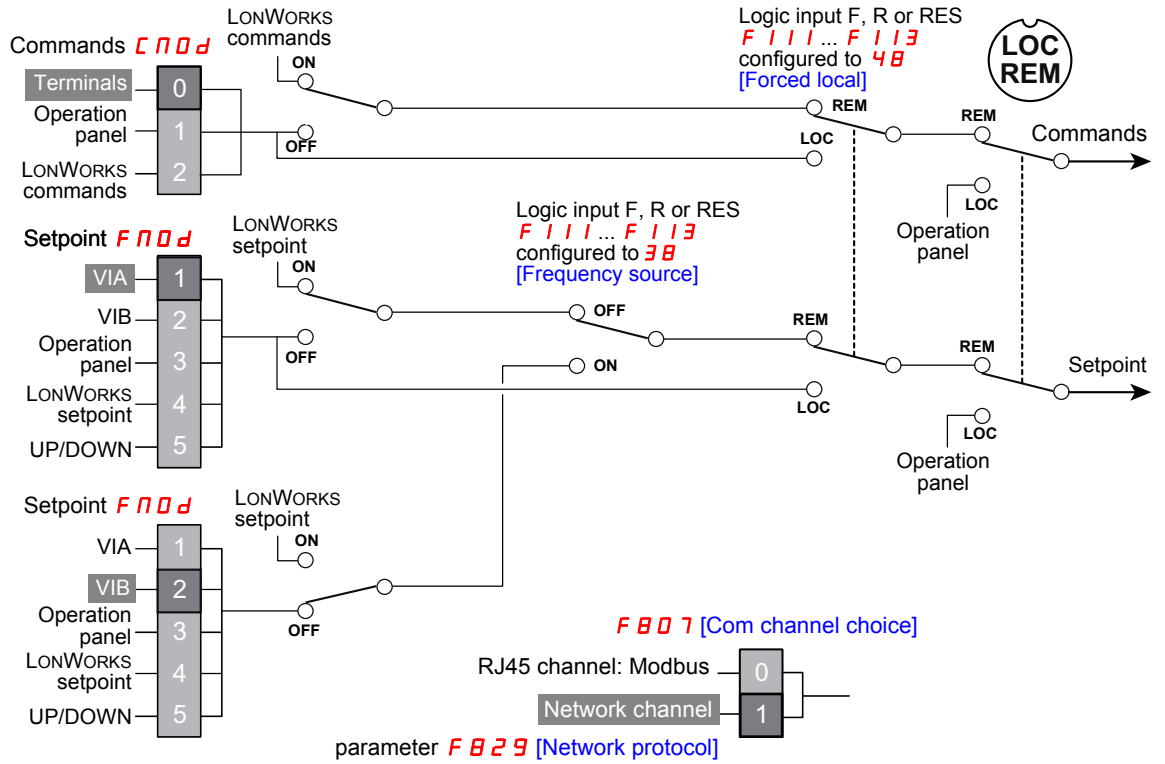 LONWORKS
commands
ON
Logic input F, R or RES
F 111... F 113
configured to 48
[Forced local]
LOC
REM
Commands CMOd
Terminals
0
Operation
panel
1
LONWORKS
commands
2
OFF
REM
LOC
REM
LOC
Commands
Operation
panel
Setpoint FMOd
LONWORKS
setpoint
ON
Logic input F, R or RES
F 111... F 113
configured to 38
[Frequency source]
VIA
1
VIB
2
Operation
panel
3
LONWORKS
setpoint
4
UP/DOWN
5
OFF
OFF
ON
REM
LOC
REM
LOC
Setpoint
Operation
panel
Setpoint FMOd
LONWORKS
setpoint
ON
VIA
1
VIB
2
Operation
panel
3
LONWORKS
setpoint
4
UP/DOWN
5
OFF
F807 [Com channel choice]
RJ45 channel: Modbus
0
Network channel
1
parameter F829 [Network protocol]